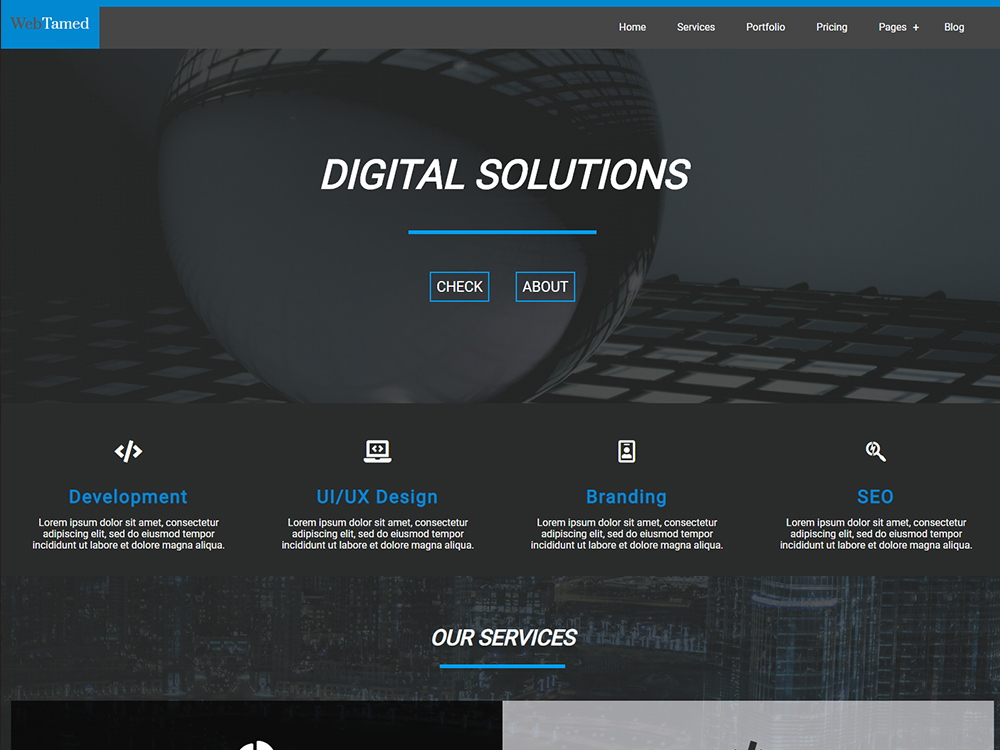 WebTamed
Home Services Portfolio Pricing Pages + Blog
DIGITAL SOLUTIONS
CHECK ABOUT
Development
Lorem ipsum dolor sit amet, consectetur
adipiscing elit, sed do eiusmod tempor
incididunt ut labore et dolore magna aliqua.
UI/UX Design
Lorem ipsum dolor sit amet, consectetur
adipiscing elit, sed do eiusmod tempor
incididunt ut labore et dolore magna aliqua.
Branding
Lorem ipsum dolor sit amet, consectetur
adipiscing elit, sed do eiusmod tempor
incididunt ut labore et dolore magna aliqua.
SEO
Lorem ipsum dolor sit amet, consectetur
adipiscing elit, sed do eiusmod tempor
incididunt ut labore et dolore magna aliqua.
OUR SERVICES